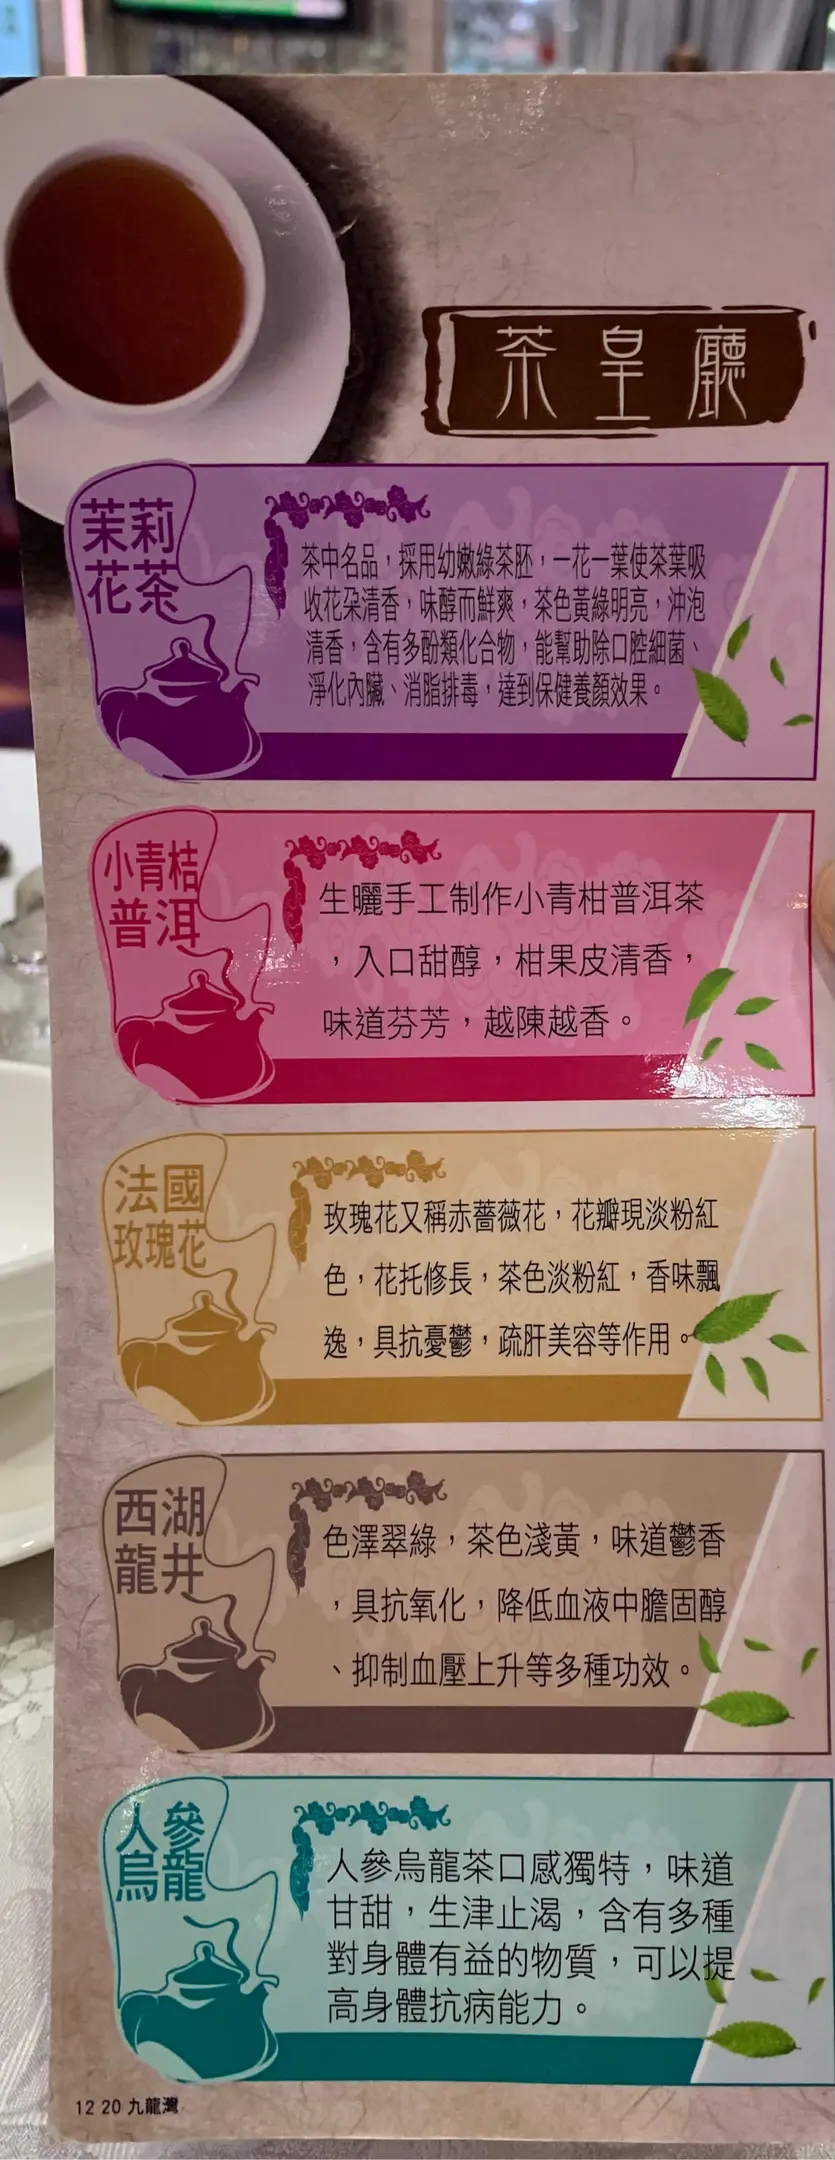 茶皇廳
茉莉
花茶
茶中名品，採用幼嫩綠茶胚，一花一葉使茶葉吸
收花朵清香，味醇而鮮爽，茶色黃綠明亮，沖泡
清香，含有多酚類化合物，能幫助除口腔細菌、
淨化內臟、消脂排毒，達到保健養顏效果。
小青桔
普洱
生曬手工制作小青柑普洱茶
，入口甜醇，柑果皮清香，
味道芬芳，越陳越香。
法國
玫瑰花
玫瑰花又稱赤薔薇花，花瓣現淡粉紅
色，花托修長，茶色淡粉紅，香味飄
逸，具抗憂鬱，疏肝美容等作用。
西湖
龍井
色澤翠綠，茶色淺黃，味道鬱香
，具抗氧化，降低血液中膽固醇
、抑制血壓上升等多種功效。
人參
烏龍
人參烏龍茶口感獨特，味道
甘甜，生津止渴，含有多種
對身體有益的物質，可以提
高身體抗病能力。
12 20 九龍灣